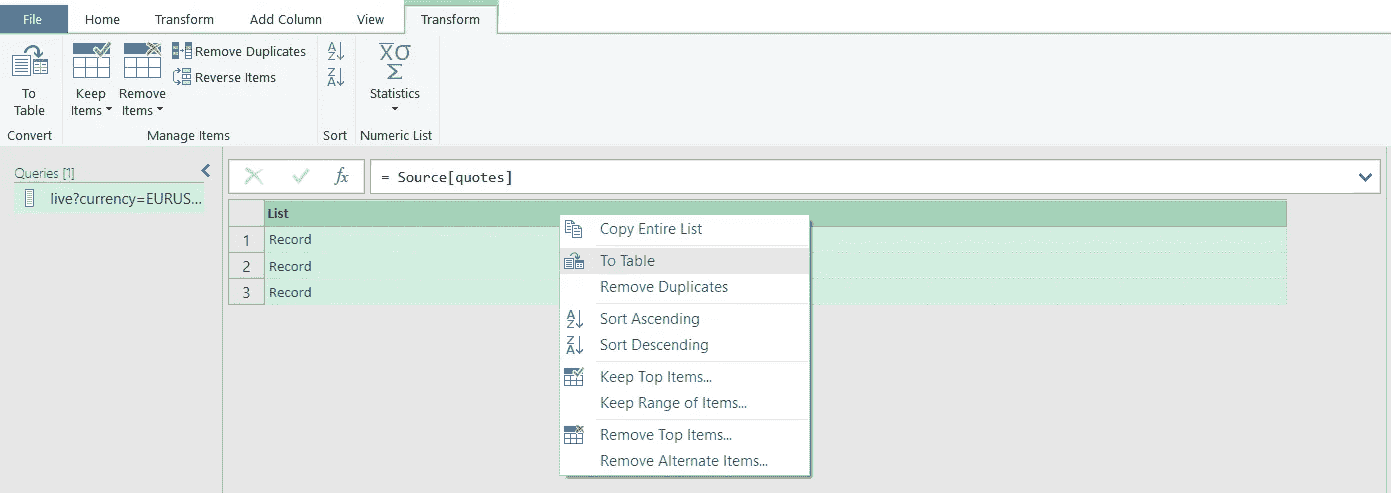 File Home Transform Add Column View Transform
Remove Duplicates
Reverse Items
To Table
Keep Items
Remove Items
A Z
Z A
X̅σ
Σ
Statistics
Convert Manage Items Sort Numeric List
Queries [1]
live?currency=EURUS...
fx = Source[quotes]
List
1 Record
2 Record
3 Record
Copy Entire List
To Table
Remove Duplicates
A Z Sort Ascending
Z A Sort Descending
Keep Top Items...
Keep Range of Items...
Remove Top Items...
Remove Alternate Items...